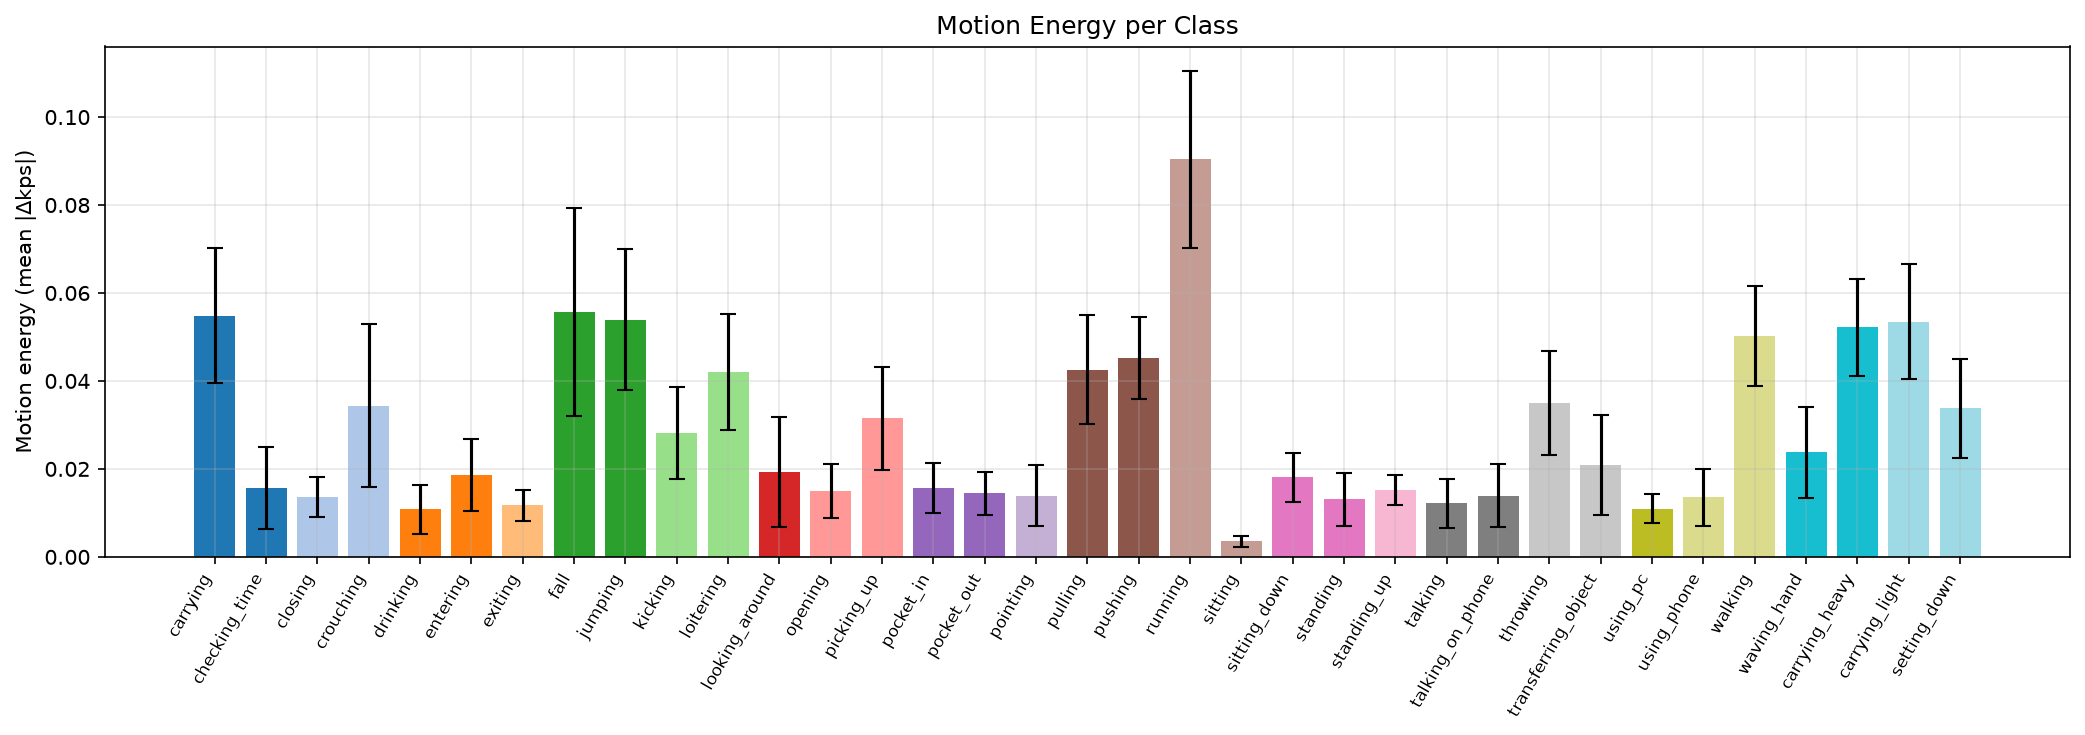 Motion Energy per Class
Motion energy (mean |Δkps|)
0.10
0.08
0.06
0.04
0.02
0.00
carrying
checking_time
closing
crouching
drinking
entering
exiting
fall
jumping
kicking
loitering
looking_around
opening
picking_up
pocket_in
pocket_out
pointing
pulling
pushing
running
sitting
sitting_down
standing
standing_up
talking
talking_on_phone
throwing
transferring_object
using_pc
using_phone
walking
waving_hand
carrying_heavy
carrying_light
setting_down